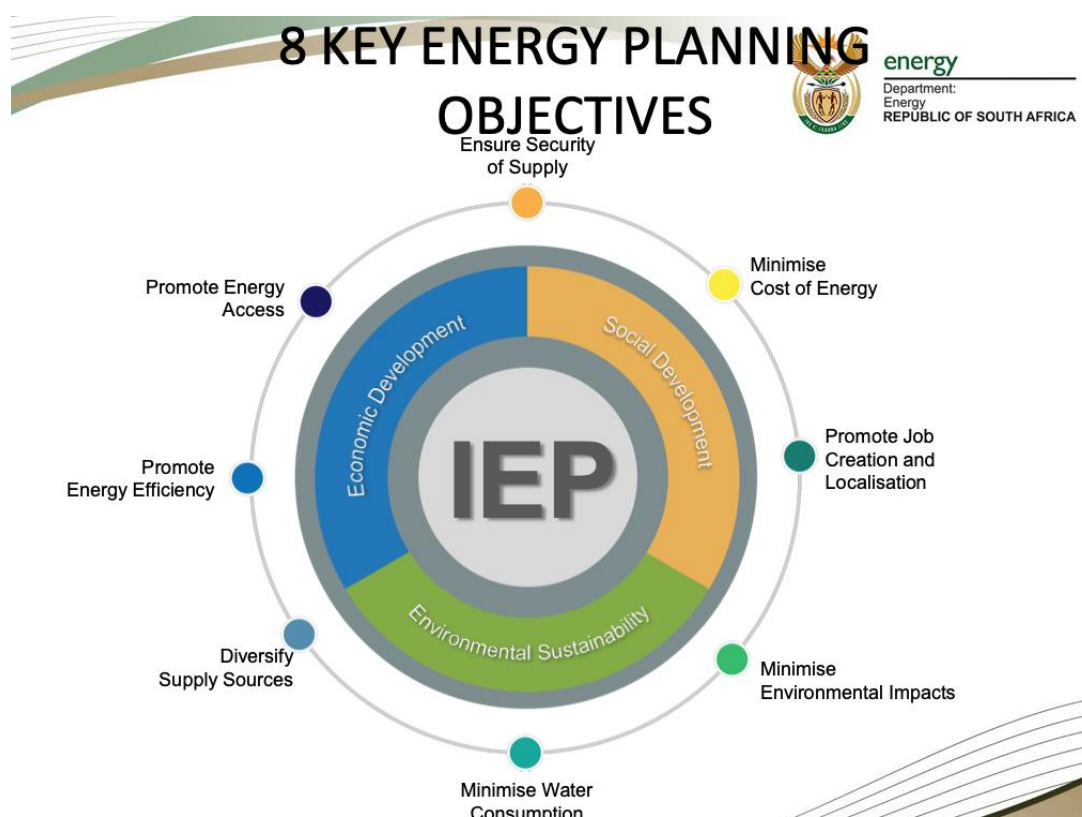 8 KEY ENERGY PLANNING
OBJECTIVES
energy
Department:
Energy
REPUBLIC OF SOUTH AFRICA
Ensure Security
of Supply
Minimise
Cost of Energy
Promote Job
Creation and
Localisation
Minimise
Environmental Impacts
Minimise Water
Consumption
Diversify
Supply Sources
Promote
Energy Efficiency
Promote Energy
Access
Economic Development
Social Development
Environmental Sustainability
IEP